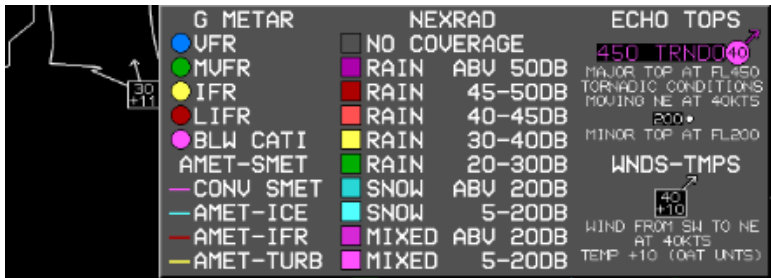 30
+11
G METAR
VFR
MVFR
IFR
LIFR
BLW CATI
AMET-SMET
CONV SMET
AMET-ICE
AMET-IFR
AMET-TURB
NEXRAD
NO COVERAGE
RAIN ABV 50DB
RAIN 45-50DB
RAIN 40-45DB
RAIN 30-40DB
RAIN 20-30DB
SNOW ABV 20DB
SNOW 5-20DB
MIXED ABV 20DB
MIXED 5-20DB
ECHO TOPS
450 TRNDO 40
MAJOR TOP AT FL450
TORNADIC CONDITIONS
MOVING NE AT 40KTS
200
MINOR TOP AT FL200
WNDS-TMPS
40
+10
WIND FROM SW TO NE
AT 40KTS
TEMP +10 (OAT UNTS)